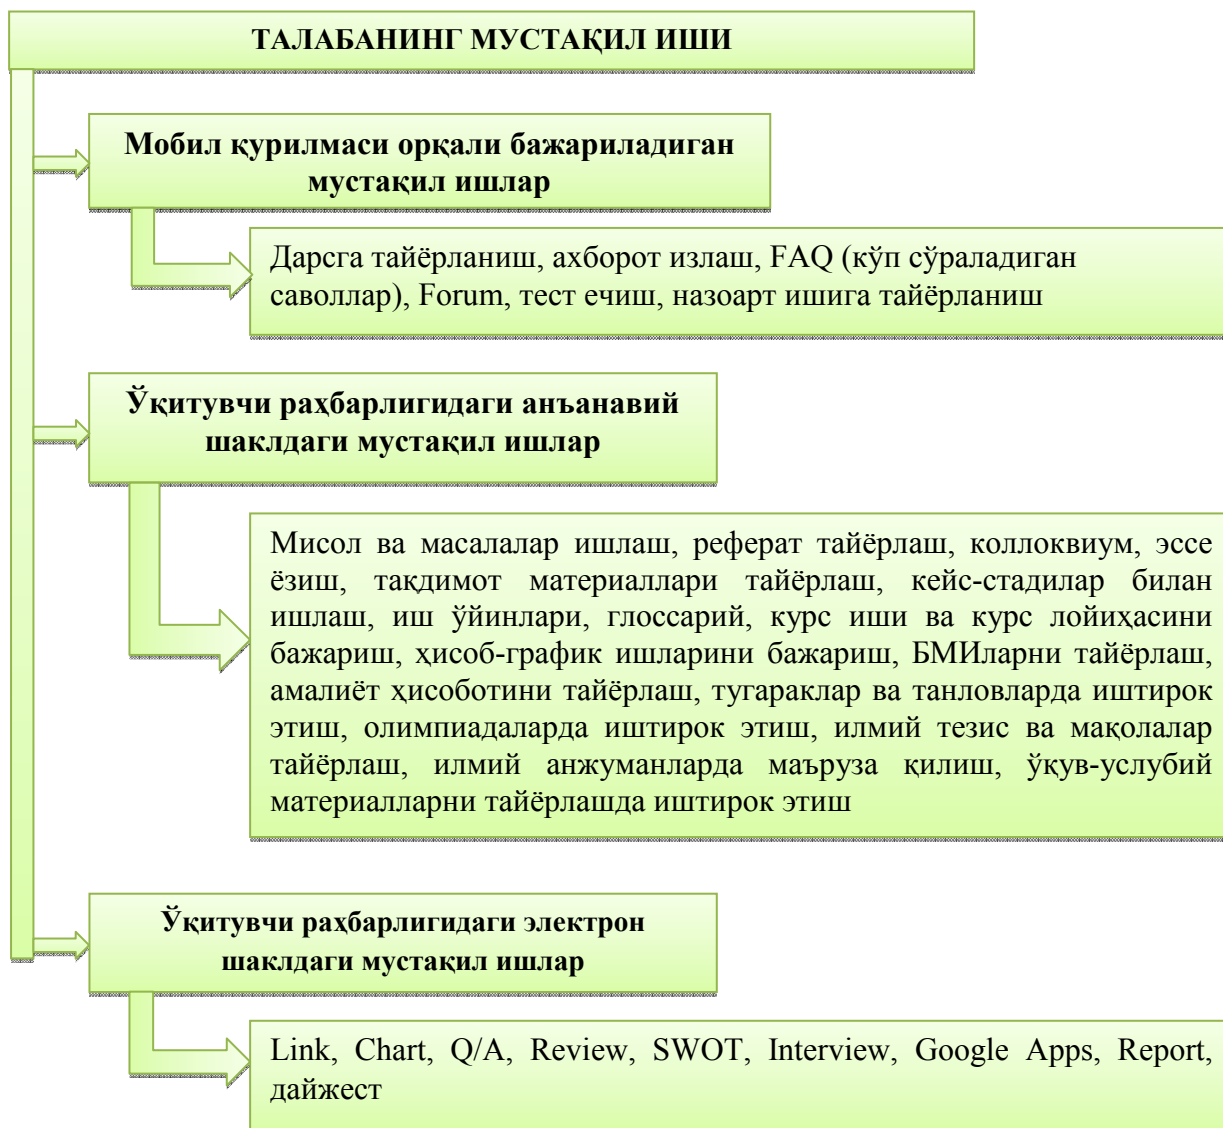 ТАЛАБАНИНГ МУСТАҚИЛ ИШИ
Мобил қурилмаси орқали бажариладиган
мустақил ишлар
Дарсга тайёрланиш, ахборот излаш, FAQ (кўп сўраладиган
саволлар), Forum, тест ечиш, назоарт ишига тайёрланиш
Ўқитувчи раҳбарлигидаги анъанавий
шаклдаги мустақил ишлар
Мисол ва масалалар ишлаш, реферат тайёрлаш, коллоквиум, эссе
ёзиш, тақдимот материаллари тайёрлаш, кейс-стадилар билан
ишлаш, иш ўйинлари, глоссарий, курс иши ва курс лойиҳасини
бажариш, ҳисоб-график ишларини бажариш, БМИларни тайёрлаш,
амалиёт ҳисоботини тайёрлаш, тугараклар ва танловларда иштирок
этиш, олимпиадаларда иштирок этиш, илмий тезис ва мақолалар
тайёрлаш, илмий анжуманларда маъруза қилиш, ўқув-услубий
материалларни тайёрлашда иштирок этиш
Ўқитувчи раҳбарлигидаги электрон
шаклдаги мустақил ишлар
Link, Chart, Q/A, Review, SWOT, Interview, Google Apps, Report,
дайжест